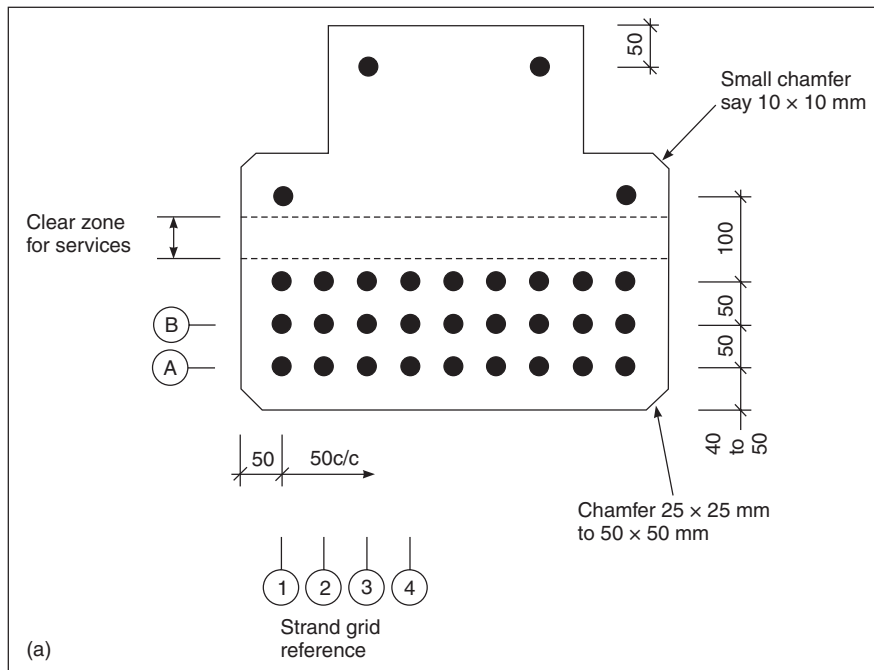 50
Small chamfer
say 10 × 10 mm
Clear zone
for services
100
50
50
B
A
40
to
50
50
50c/c
Chamfer 25 × 25 mm
to 50 × 50 mm
1 2 3 4
Strand grid
reference
(a)